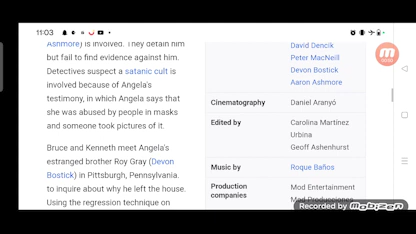 11:03
Ashmore) is involved. They detain him
but fail to find evidence against him.
Detectives suspect a satanic cult is
involved because of Angela's
testimony, in which Angela says that
she was abused by people in masks
and someone took pictures of it.
Bruce and Kenneth meet Angela's
estranged brother Roy Gray (Devon
Bostick) in Pittsburgh, Pennsylvania.
to inquire about why he left the house.
Using the regression technique on
David Dencik
Peter MacNeill
Devon Bostick
Aaron Ashmore
Cinematography Daniel Aranyó
Edited by Carolina Martínez
Urbina
Geoff Ashenhurst
Music by Roque Baños
Production Mod Entertainment
companies Mod Producciones
Recorded by Mobizen